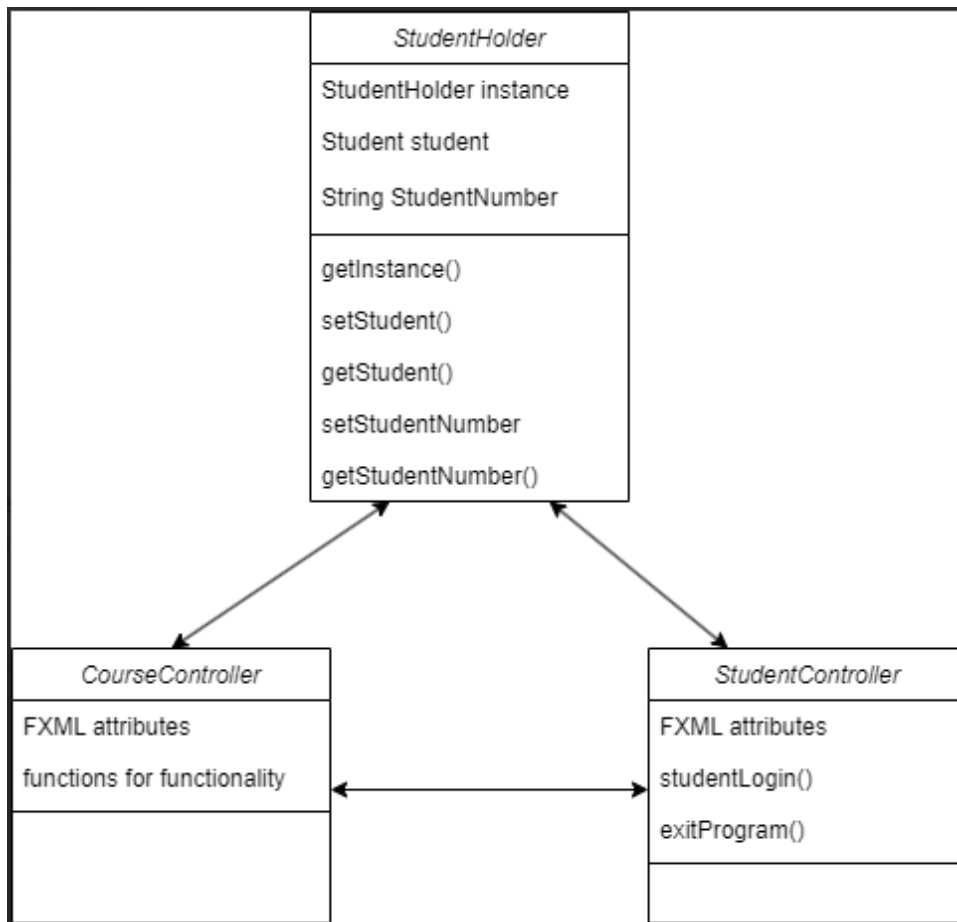 StudentHolder
StudentHolder instance
Student student
String StudentNumber
getInstance()
setStudent()
getStudent()
setStudentNumber
getStudentNumber()
CourseController
FXML attributes
functions for functionality
StudentController
FXML attributes
studentLogin()
exitProgram()